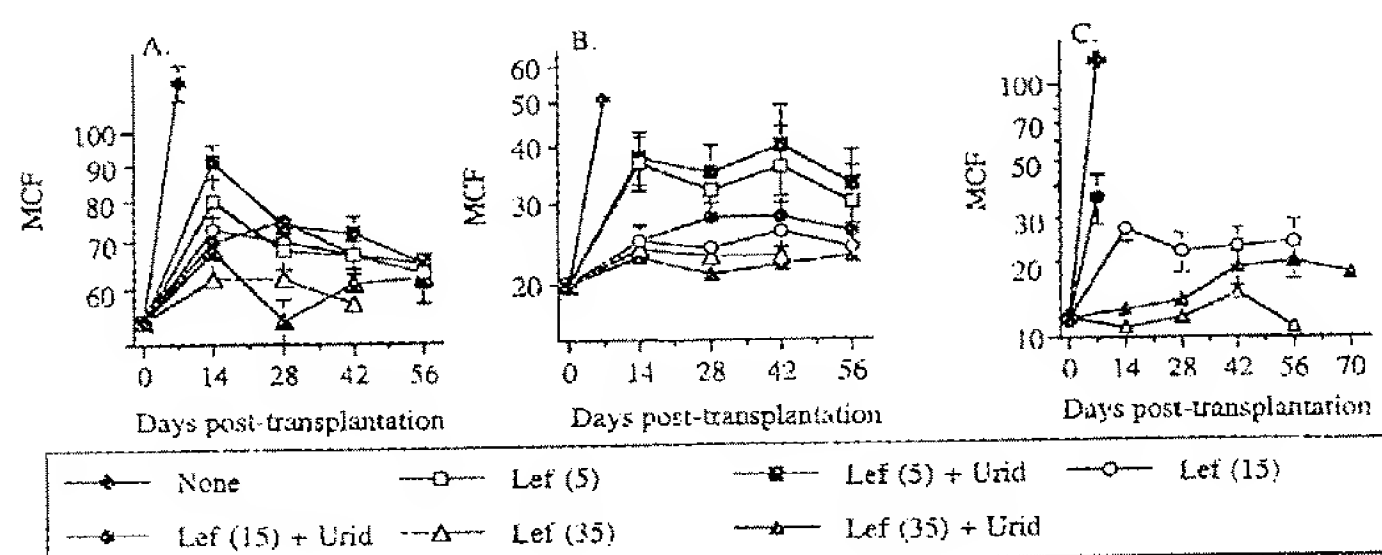 A.
MCF
100
90
80
70
60
0 14 28 42 56
Days post-transplantation
B.
MCF
60
50
40
30
20
0 14 28 42 56
Days post-transplantation
C.
MCF
100
70
50
30
20
10
0 14 28 42 56 70
Days post-transplantation
None Lef (5) Lef (5) + Urid Lef (15)
Lef (15) + Urid Lef (35) Lef (35) + Urid